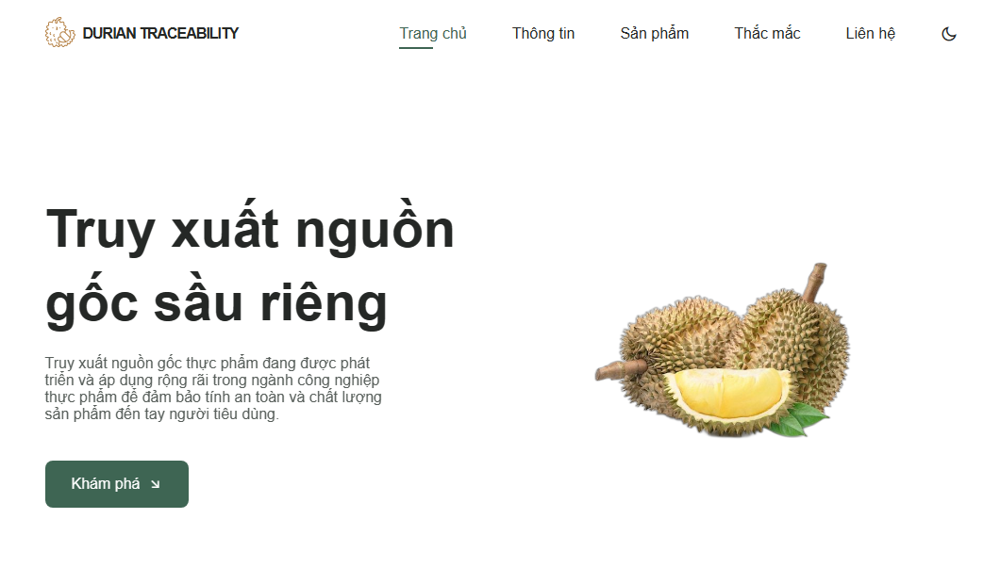 DURIAN TRACEABILITY
Trang chủ
Thông tin
Sản phẩm
Thắc mắc
Liên hệ
Truy xuất nguồn
gốc sầu riêng
Truy xuất nguồn gốc thực phẩm đang được phát
triển và áp dụng rộng rãi trong ngành công nghiệp
thực phẩm để đảm bảo tính an toàn và chất lượng
sản phẩm đến tay người tiêu dùng.
Khám phá